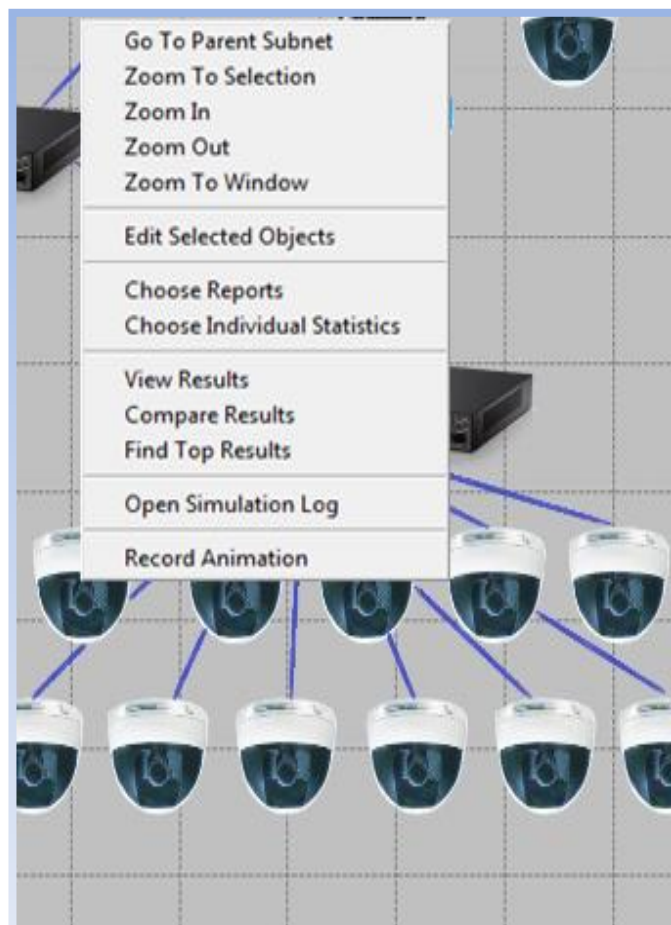 Go To Parent Subnet
Zoom To Selection
Zoom In
Zoom Out
Zoom To Window
Edit Selected Objects
Choose Reports
Choose Individual Statistics
View Results
Compare Results
Find Top Results
Open Simulation Log
Record Animation